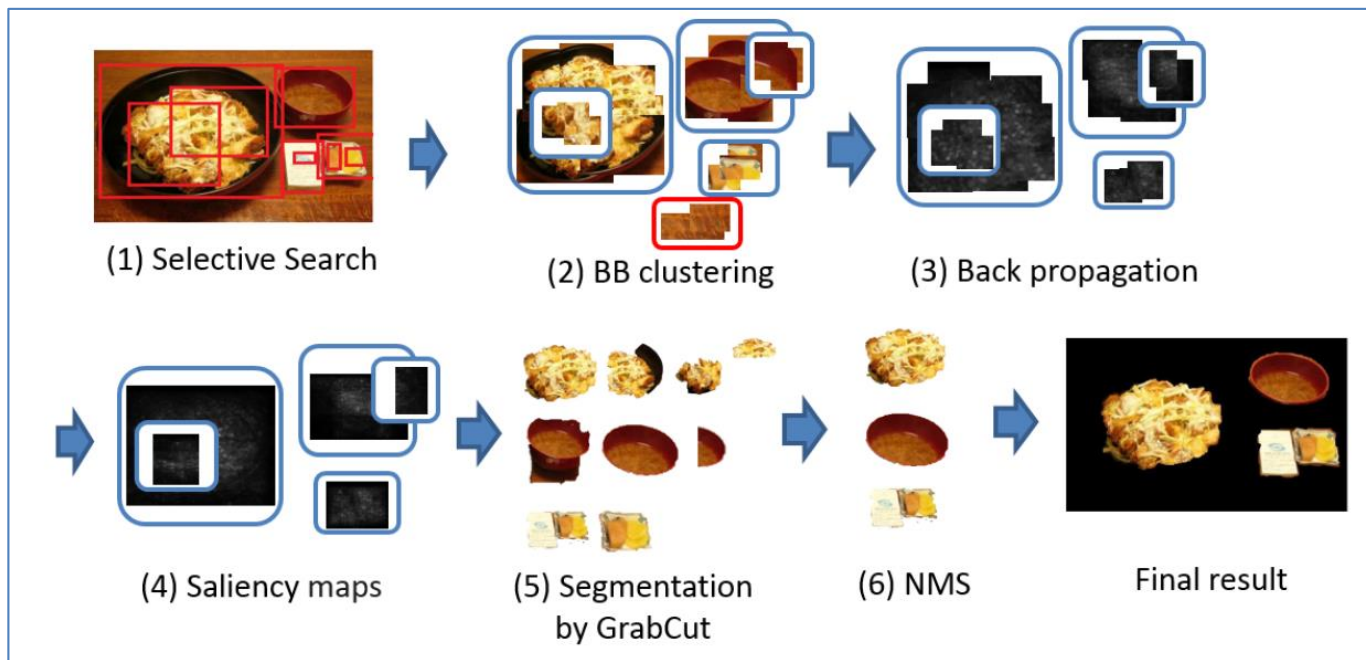 (1) Selective Search
(2) BB clustering
(3) Back propagation
(4) Saliency maps
(5) Segmentation
by GrabCut
(6) NMS
Final result